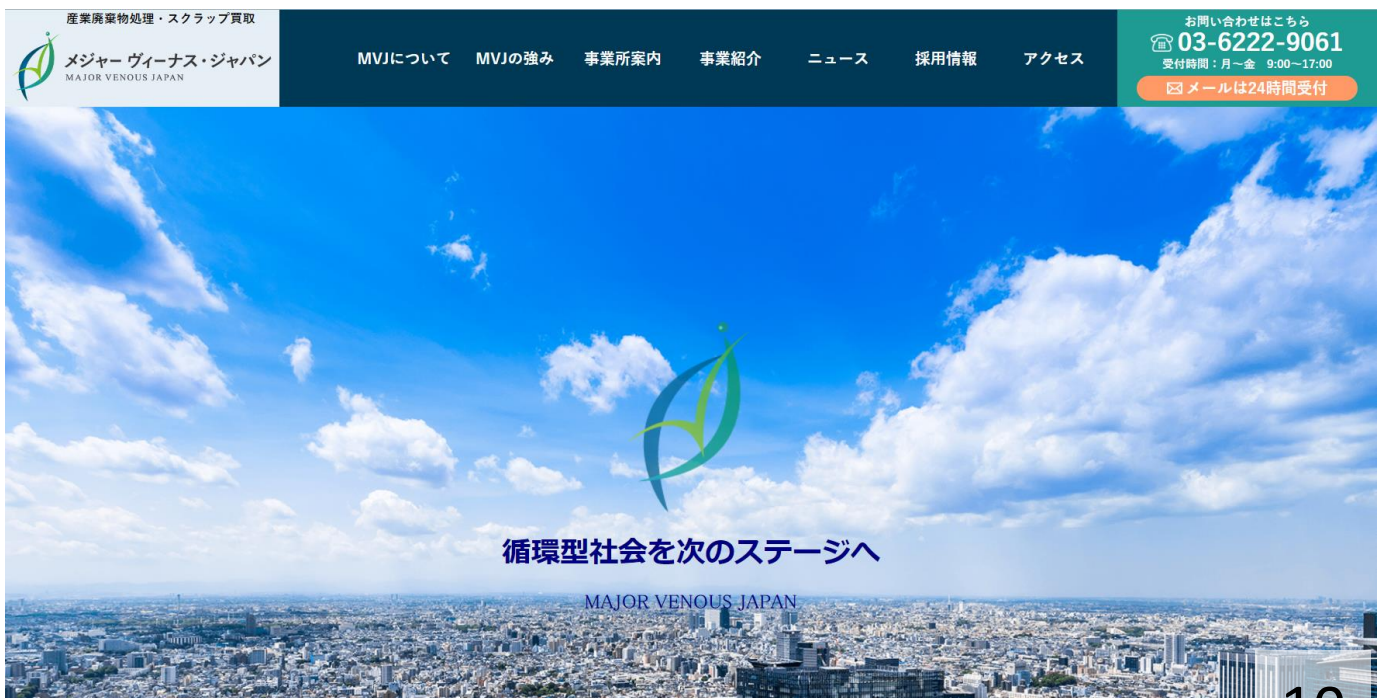 産業廃棄物処理・スクラップ買取
メジャー ヴィーナス・ジャパン
MAJOR VENOUS JAPAN
MVJについて MVJの強み 事業所案内 事業紹介 ニュース 採用情報 アクセス
お問い合わせはこちら
03-6222-9061
受付時間：月～金 9:00～17:00
メールは24時間受付
循環型社会を次のステージへ
MAJOR VENOUS JAPAN